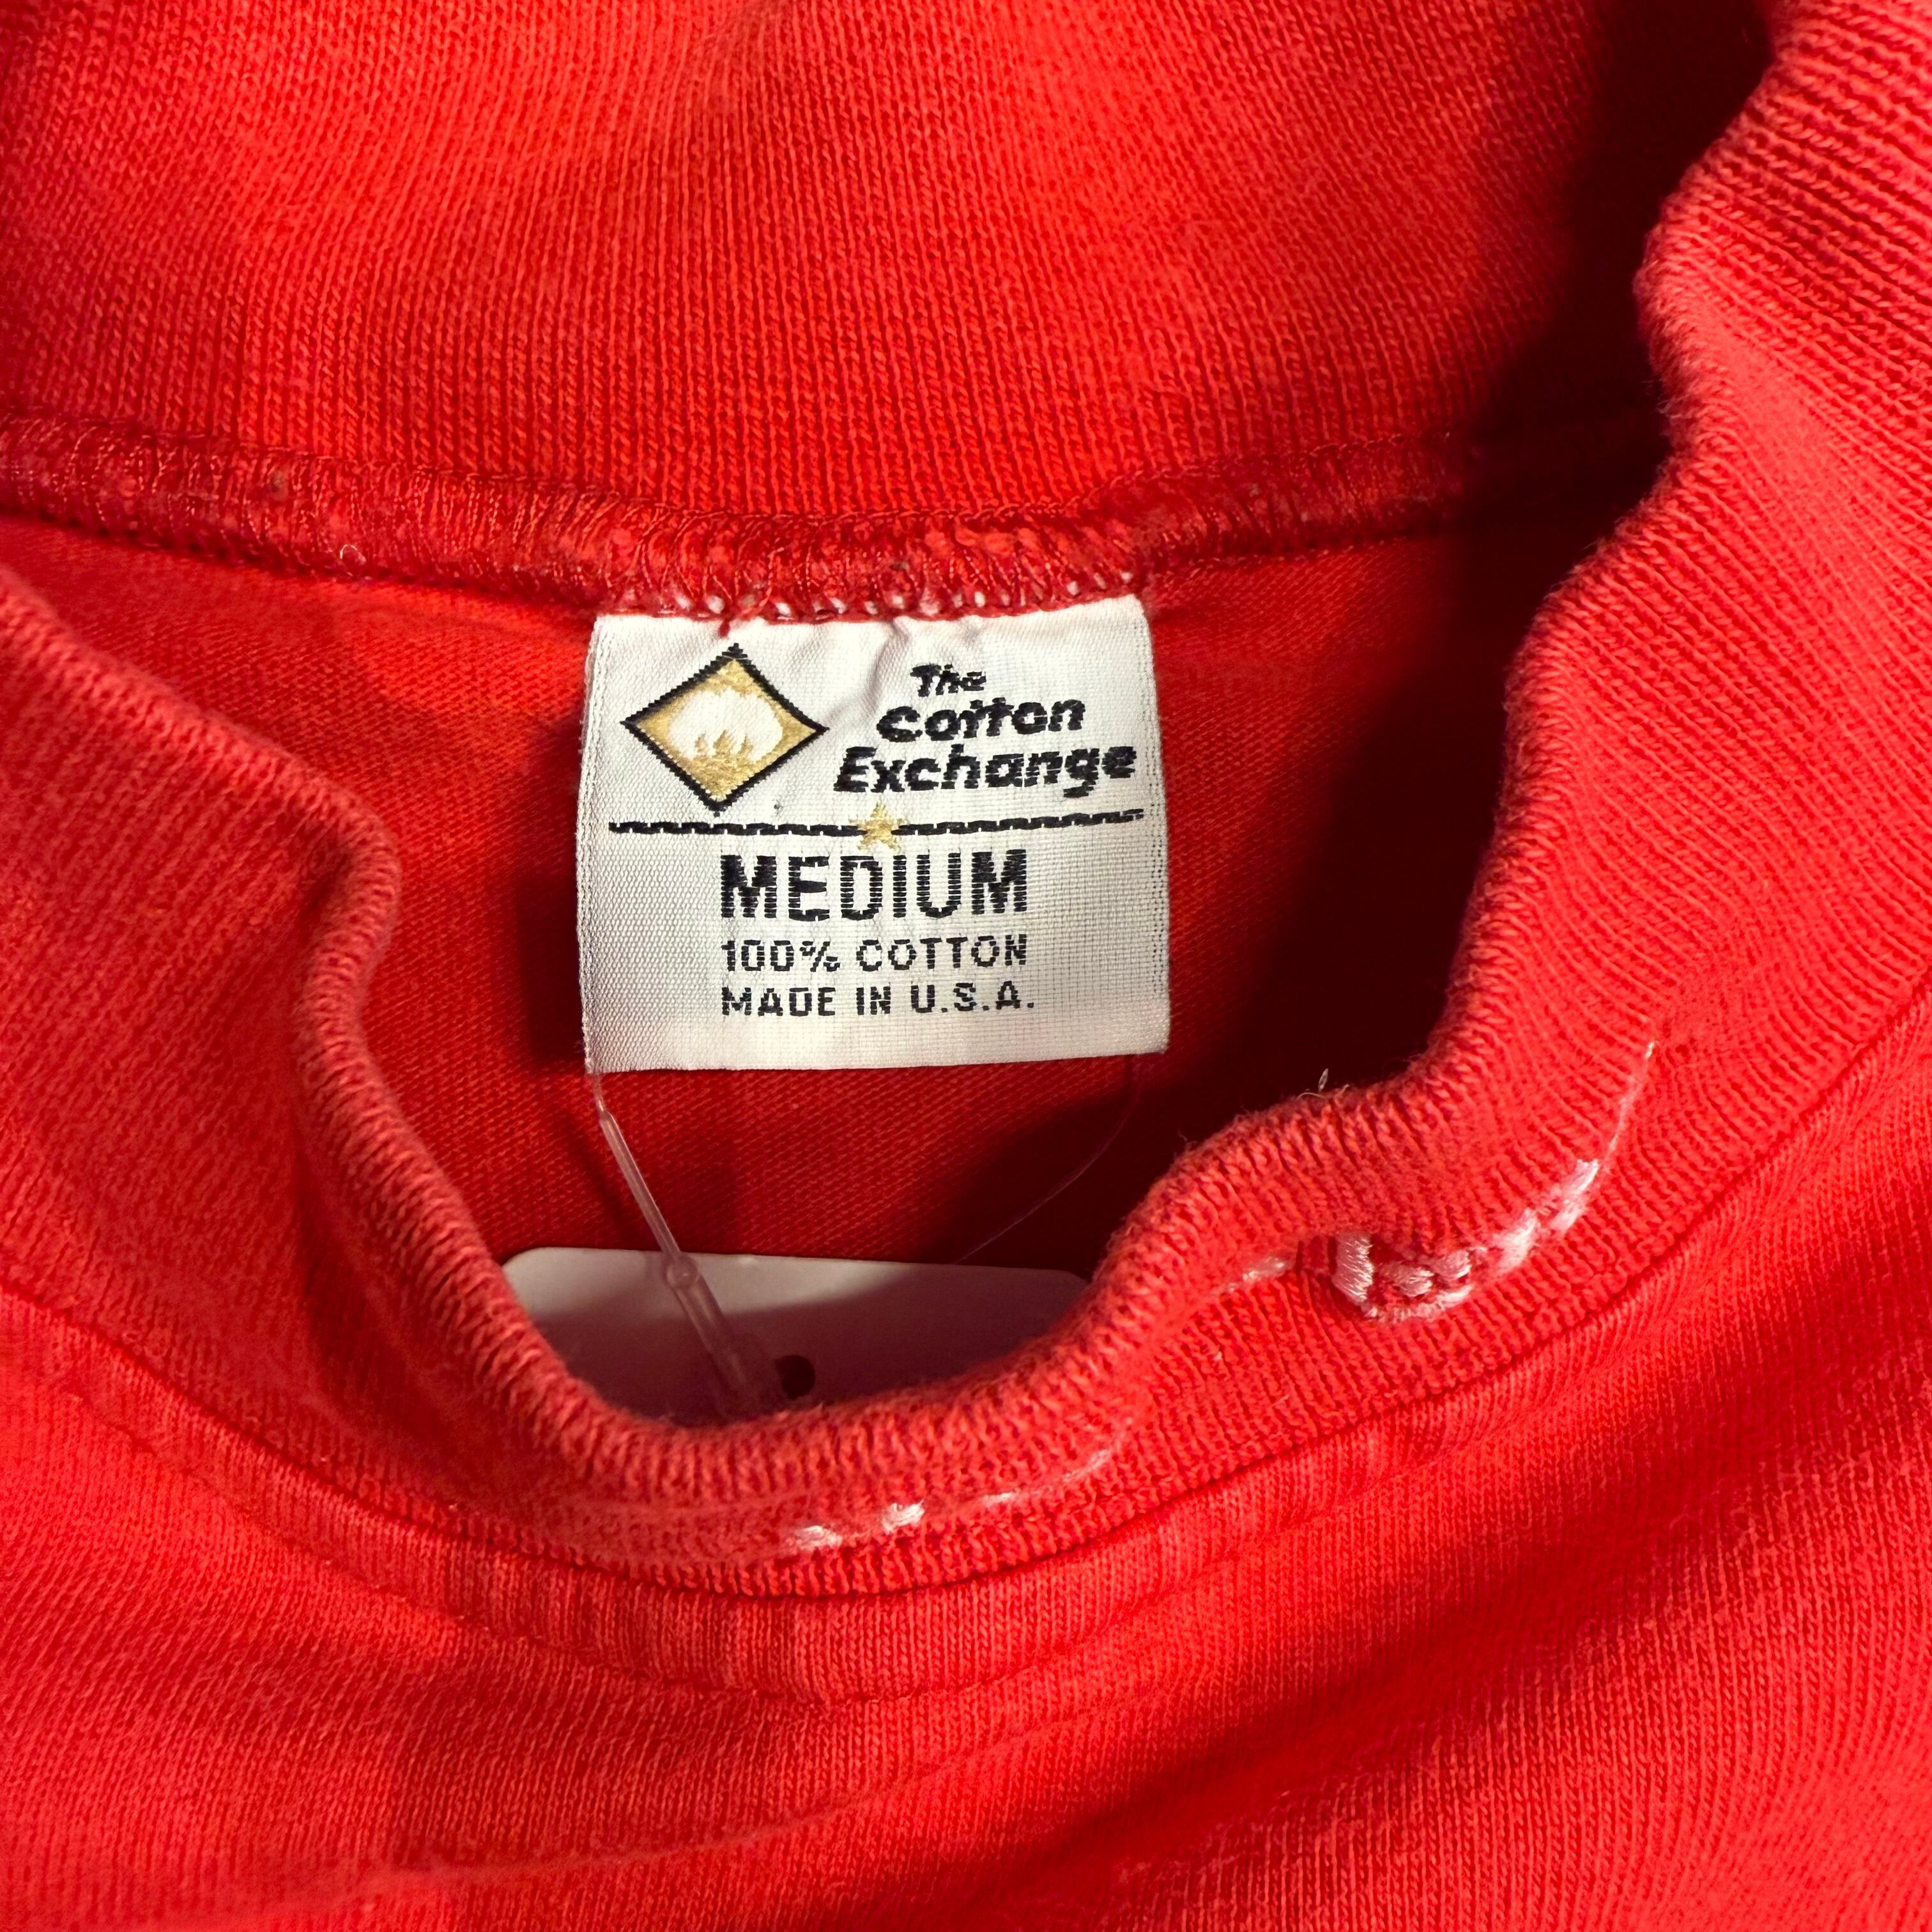 The
Cotton
Exchange
MEDIUM
100% COTTON
MADE IN U.S.A.